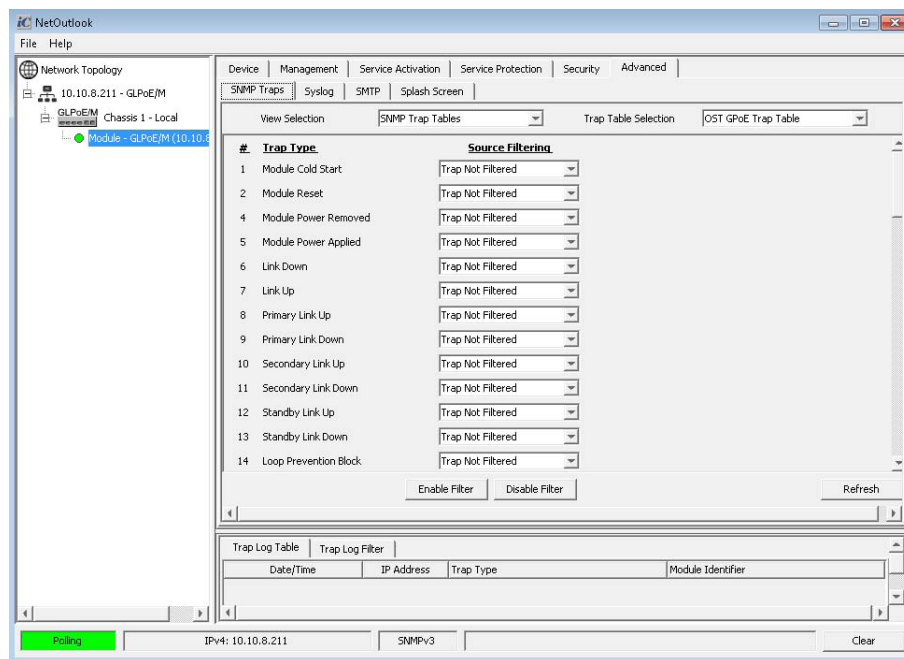 iC NetOutlook
File Help
Network Topology
10.10.8.211 - GLPoE/M
GLPoE/M Chassis 1 - Local
Module - GLPoE/M (10.10.8
Device Management Service Activation Service Protection Security Advanced
SNMP Traps Syslog SMTP Splash Screen
View Selection SNMP Trap Tables Trap Table Selection OST GPoE Trap Table
# Trap Type Source Filtering
1 Module Cold Start Trap Not Filtered
2 Module Reset Trap Not Filtered
4 Module Power Removed Trap Not Filtered
5 Module Power Applied Trap Not Filtered
6 Link Down Trap Not Filtered
7 Link Up Trap Not Filtered
8 Primary Link Up Trap Not Filtered
9 Primary Link Down Trap Not Filtered
10 Secondary Link Up Trap Not Filtered
11 Secondary Link Down Trap Not Filtered
12 Standby Link Up Trap Not Filtered
13 Standby Link Down Trap Not Filtered
14 Loop Prevention Block Trap Not Filtered
Enable Filter Disable Filter Refresh
Trap Log Table Trap Log Filter
Date/Time IP Address Trap Type Module Identifier
Polling IPv4: 10.10.8.211 SNMPv3 Clear